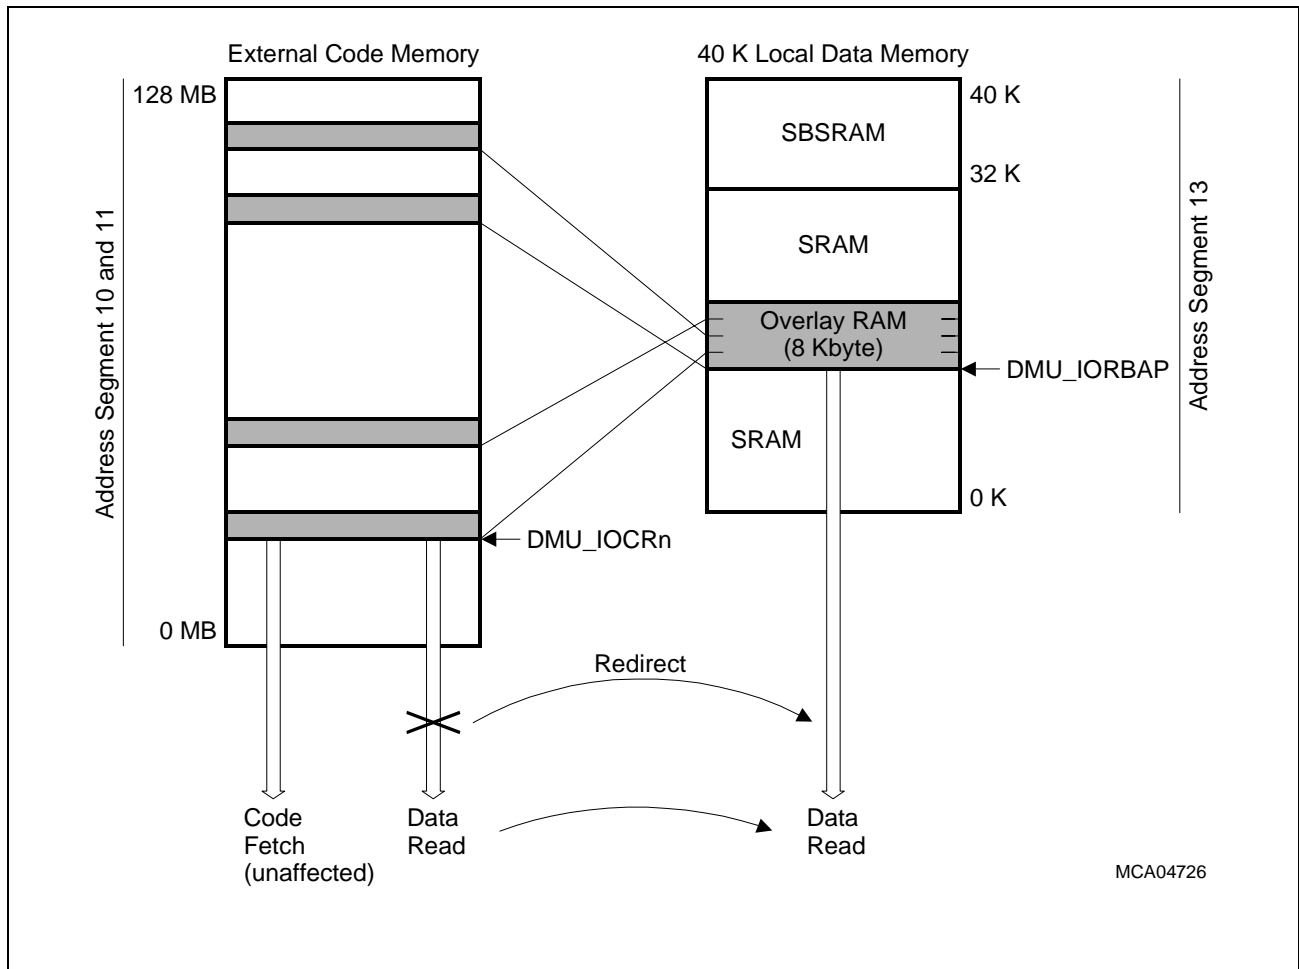 External Code Memory
40 K Local Data Memory
128 MB
40 K
SBSRAM
32 K
Address Segment 10 and 11
Address Segment 13
SRAM
Overlay RAM
(8 Kbyte)
DMU_IORBAP
SRAM
0 K
DMU_IOCRn
0 MB
Redirect
Code
Fetch
(unaffected)
Data
Read
Data
Read
MCA04726